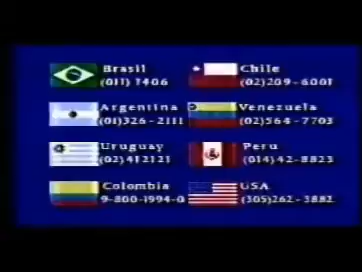 Brasil
(011) 1406
Chile
(02)209-6001
Argentina
(01)326-2111
Venezuela
(02)564-7703
Uruguay
(02)412121
Peru
(014)42-8823
Colombia
9-800-1994-0
USA
(305)262-3882